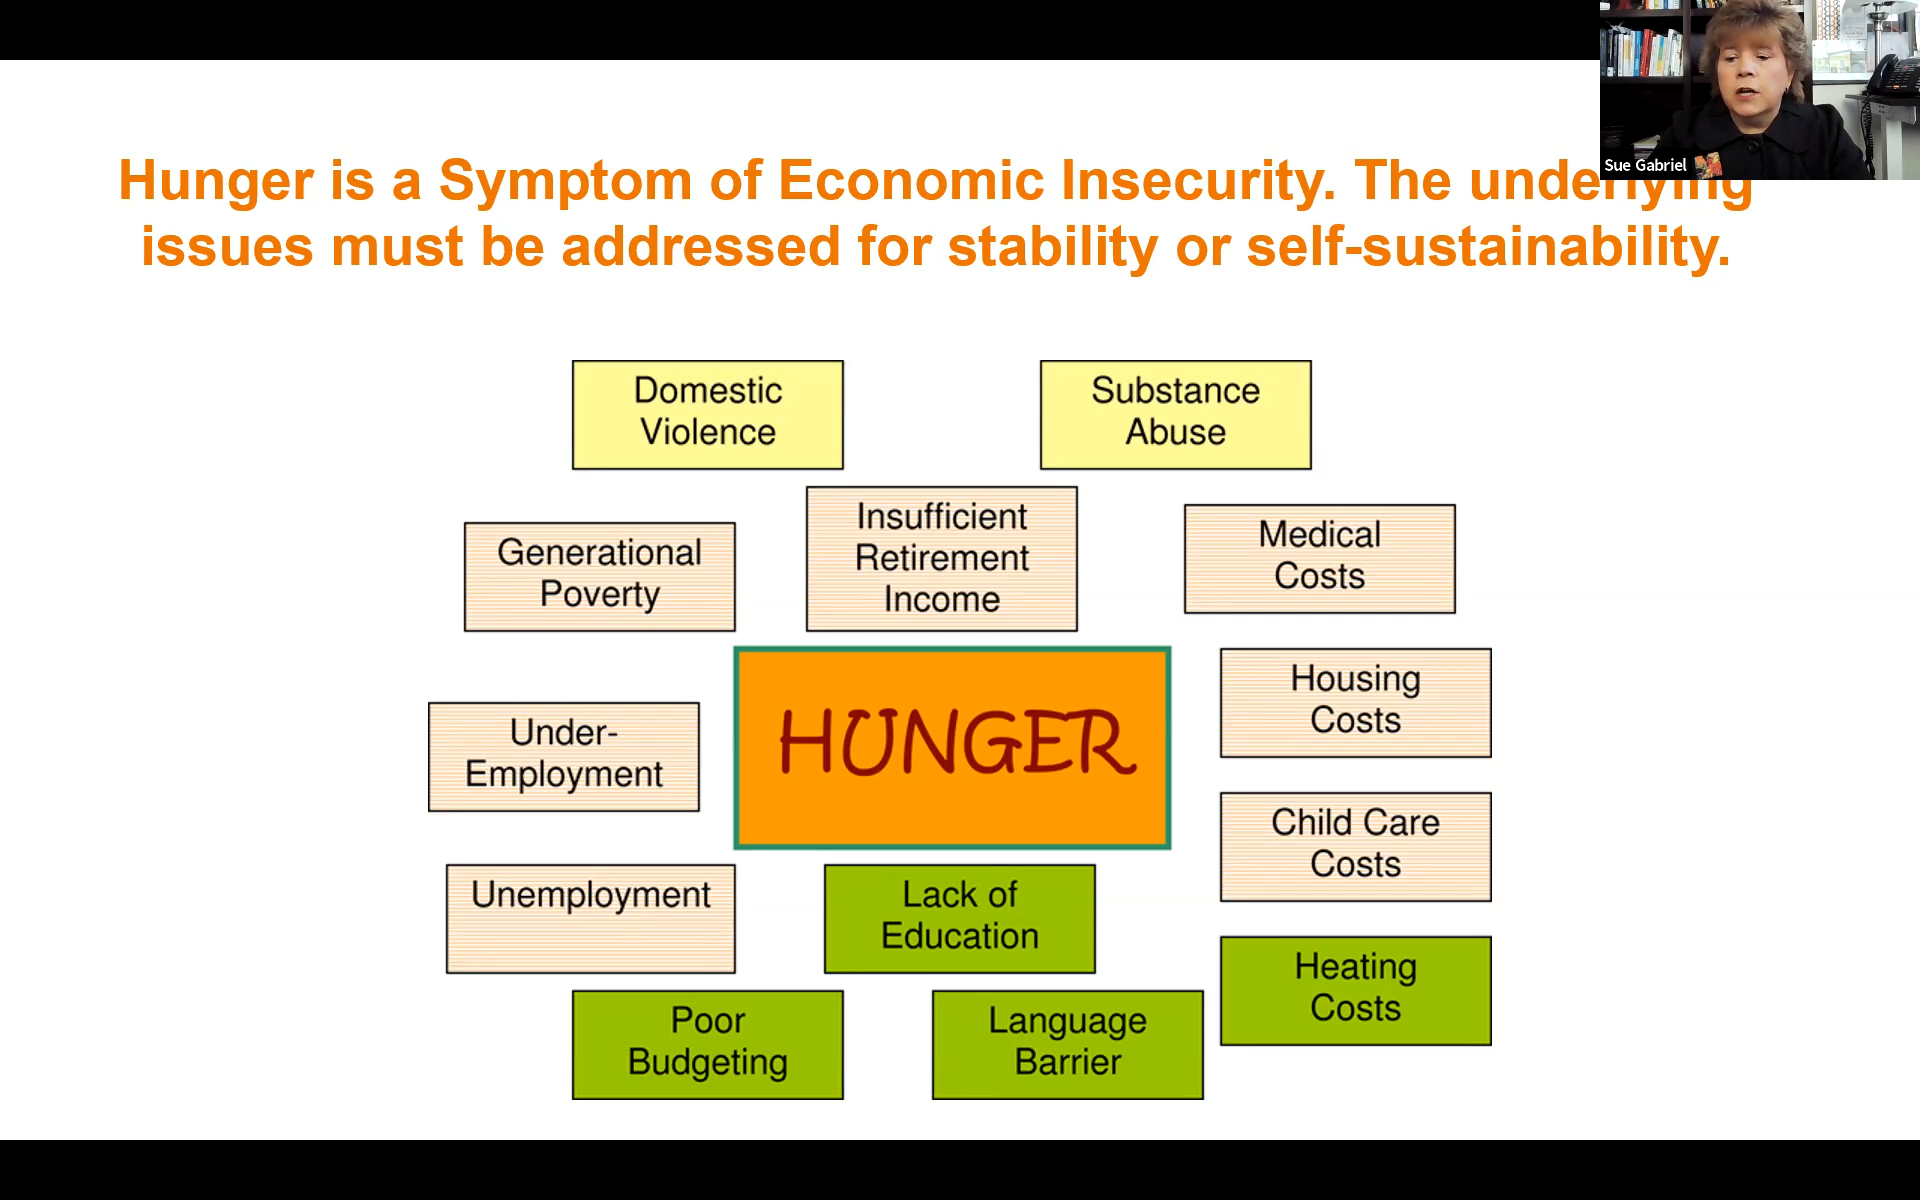 Sue Gabriel
Hunger is a Symptom of Economic Insecurity. The underlying
issues must be addressed for stability or self-sustainability.
Domestic
Violence
Substance
Abuse
Insufficient
Retirement
Income
Generational
Poverty
Medical
Costs
HUNGER
Housing
Costs
Under-
Employment
Child Care
Costs
Unemployment
Lack of
Education
Heating
Costs
Poor
Budgeting
Language
Barrier